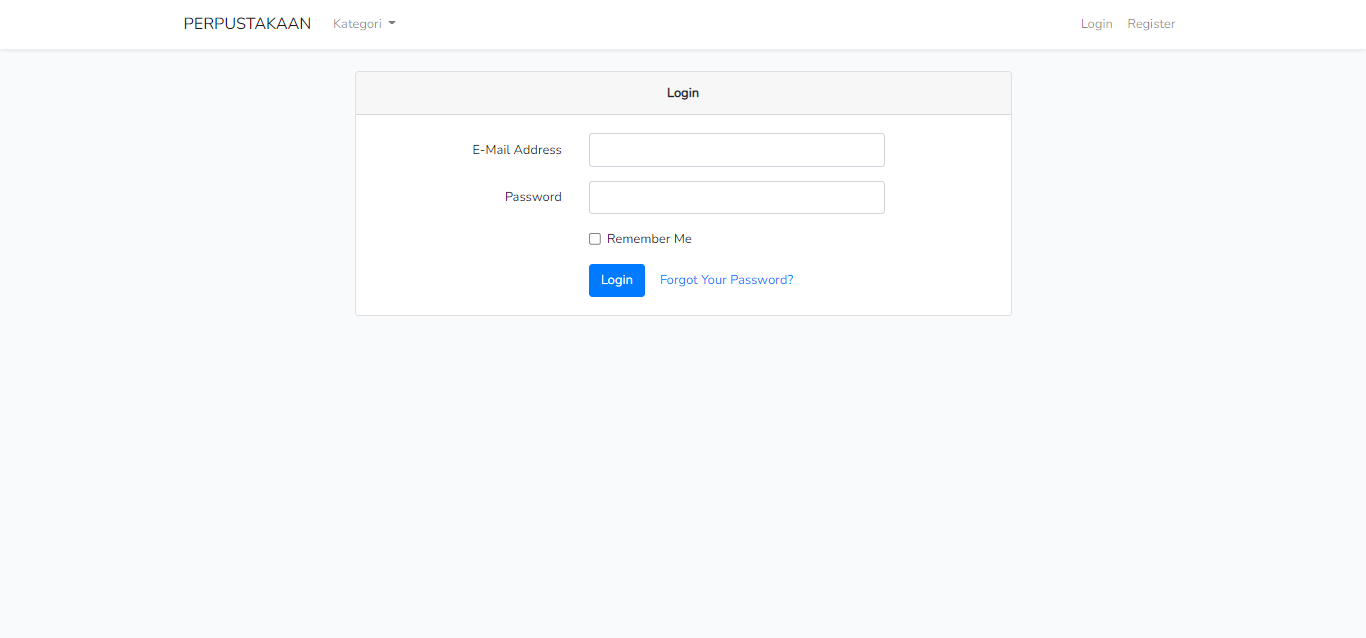 PERPUSTAKAAN Kategori Login Register
Login
E-Mail Address
Password
Remember Me
Login Forgot Your Password?